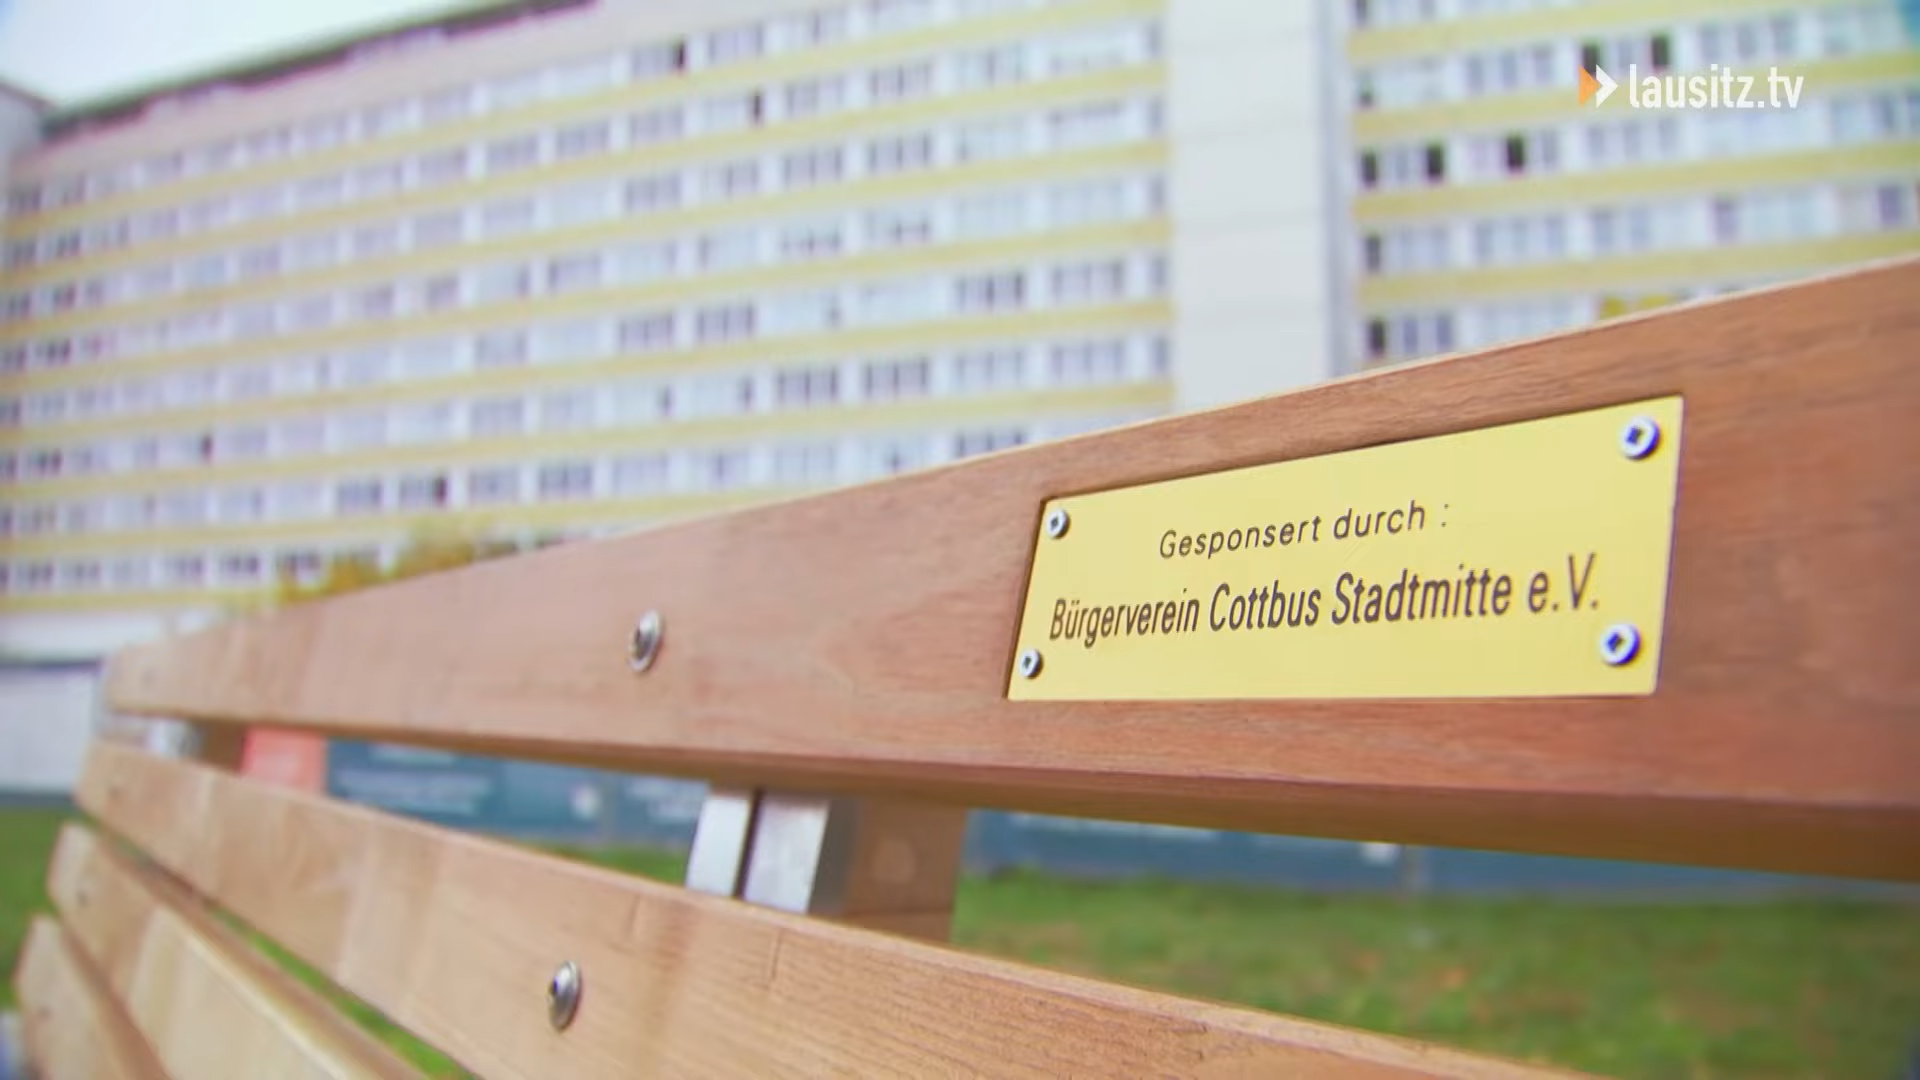 lausitz.tv
Gesponsert durch :
Bürgerverein Cottbus Stadtmitte e.V.